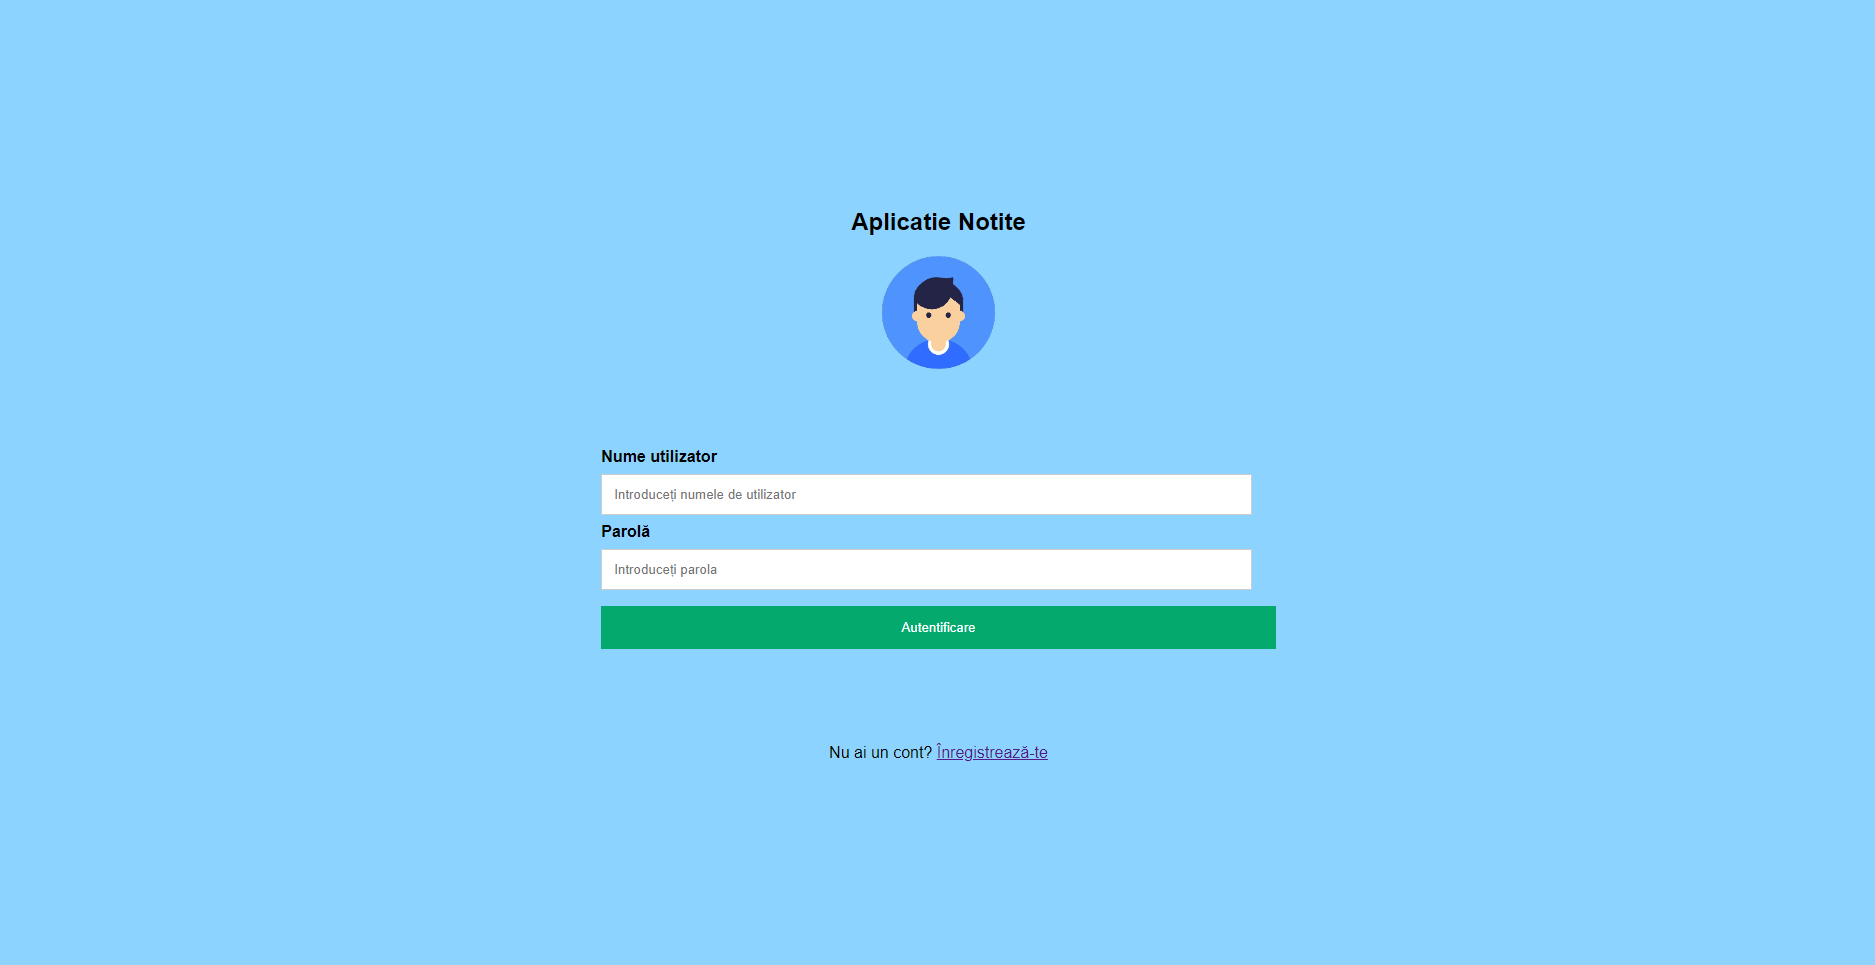 Aplicatie Notite
Nume utilizator
Introduceți numele de utilizator
Parolă
Introduceți parola
Autentificare
Nu ai un cont? Înregistrează-te